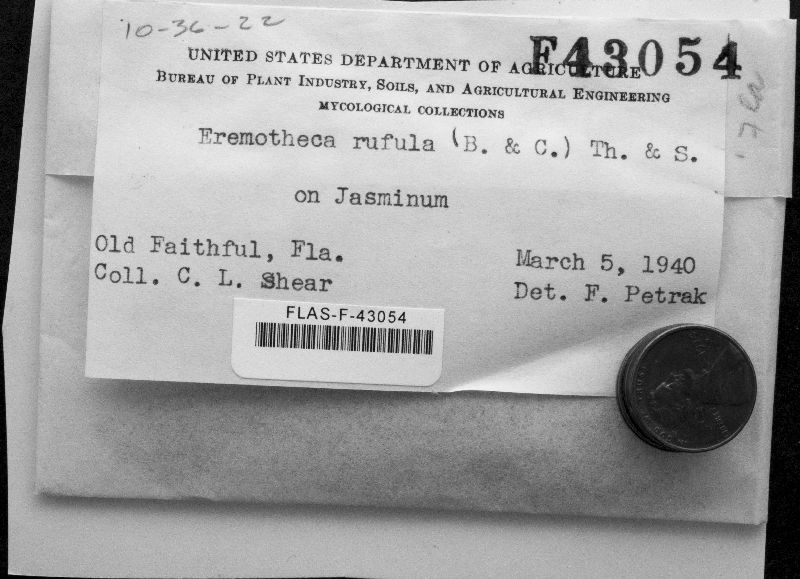 10-36-22
F43054
UNITED STATES DEPARTMENT OF AGRICULTURE
BUREAU OF PLANT INDUSTRY, SOILS, AND AGRICULTURAL ENGINEERING
MYCOLOGICAL COLLECTIONS
Eremotheca rufula (B. & C.) Th. & S.
on Jasminum
Old Faithful, Fla.
March 5, 1940
Coll. C. L. Shear
Det. F. Petrak
FLAS-F-43054